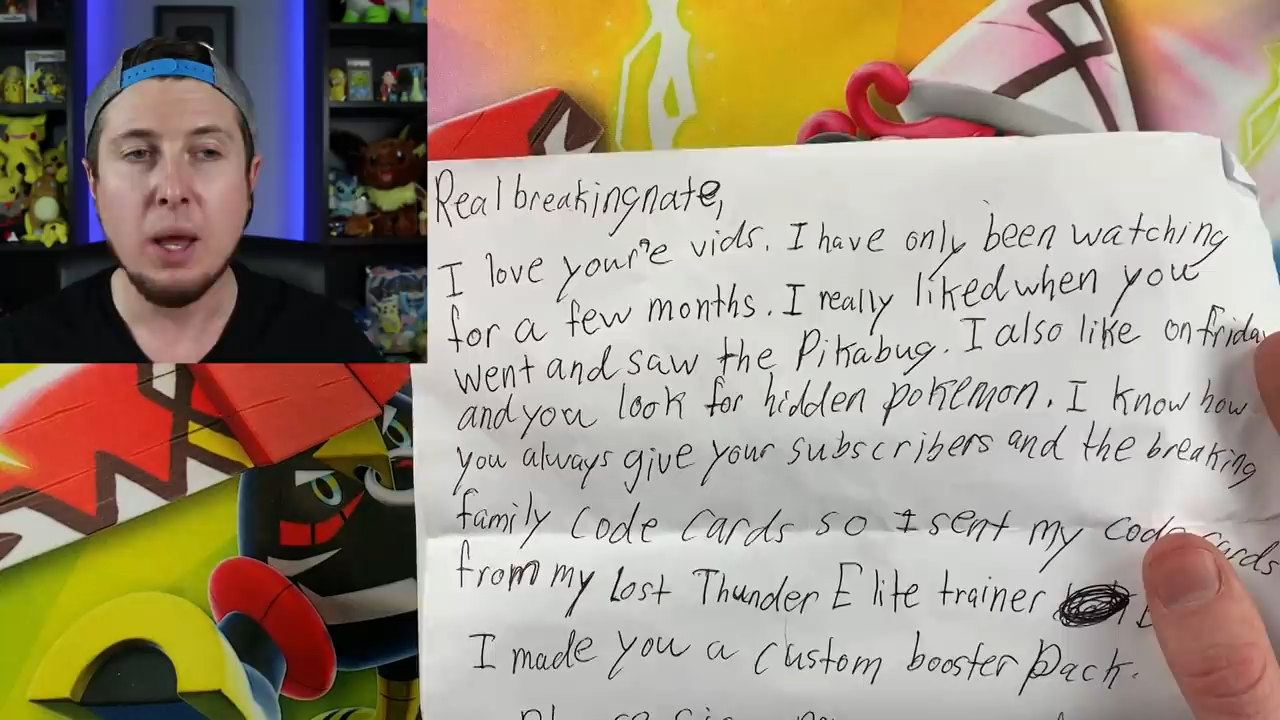 Realbreakingnate,
I love your'e vids. I have only been watching
for a few months. I really liked when you
went and saw the Pikabug. I also like on friday
and you look for hidden pokemon. I know how
you always give your subscribers and the breaking
family code cards so I sent my code cards
from my Lost Thunder Elite trainer
I made you a custom booster pack.